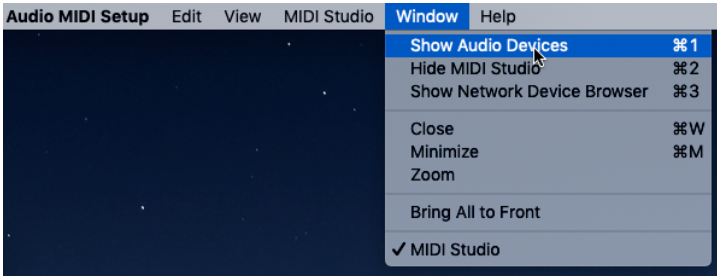 Audio MIDI Setup Edit View MIDI Studio Window Help
Show Audio Devices ⌘1
Hide MIDI Studio ⌘2
Show Network Device Browser ⌘3
Close ⌘W
Minimize ⌘M
Zoom
Bring All to Front
✓ MIDI Studio